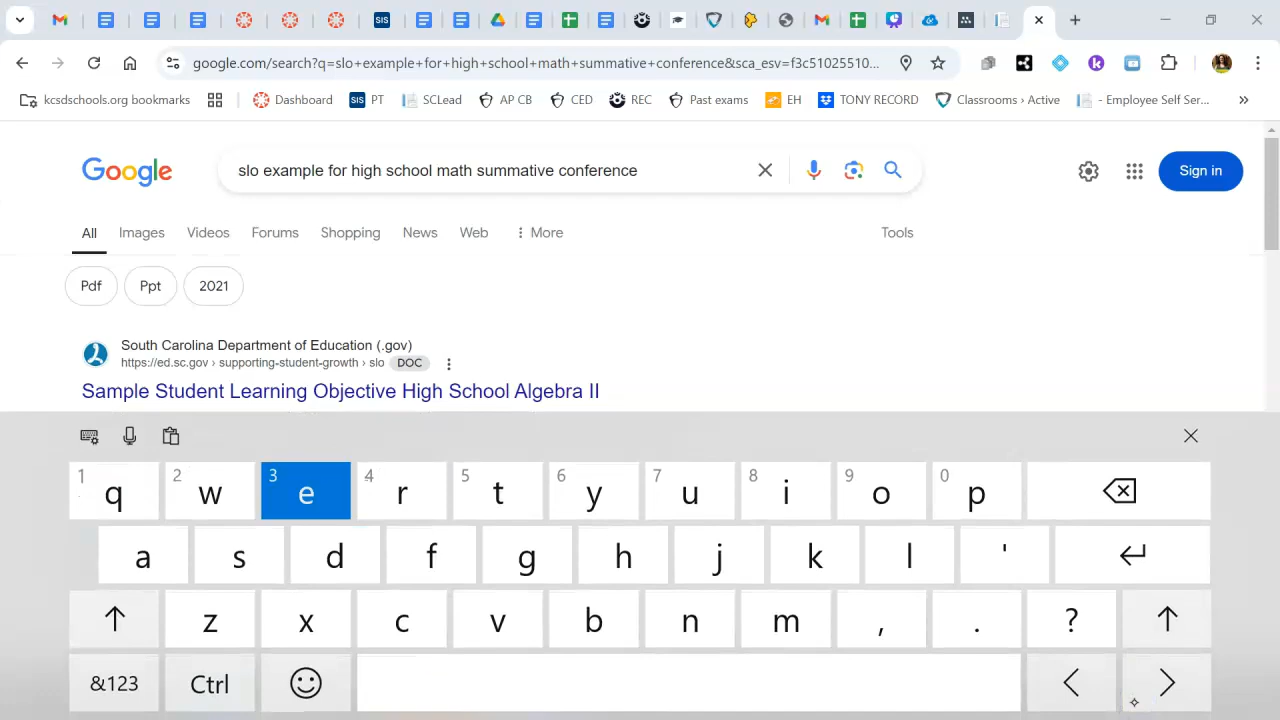 google.com/search?q=slo+example+for+high+school+math+summative+conference&sca_esv=f3c51025510...
kcsdschools.org bookmarks Dashboard SIS PT SCLead AP CB CED REC Past exams EH TONY RECORD Classrooms › Active - Employee Self Ser... »
Google slo example for high school math summative conference Sign in
All Images Videos Forums Shopping News Web More Tools
Pdf Ppt 2021
South Carolina Department of Education (.gov)
https://ed.sc.gov › supporting-student-growth › slo DOC
Sample Student Learning Objective High School Algebra II
1 q 2 w 3 e 4 r 5 t 6 y 7 u 8 i 9 o 0 p
a s d f g h j k l '
z x c v b n m , . ?
&123 Ctrl